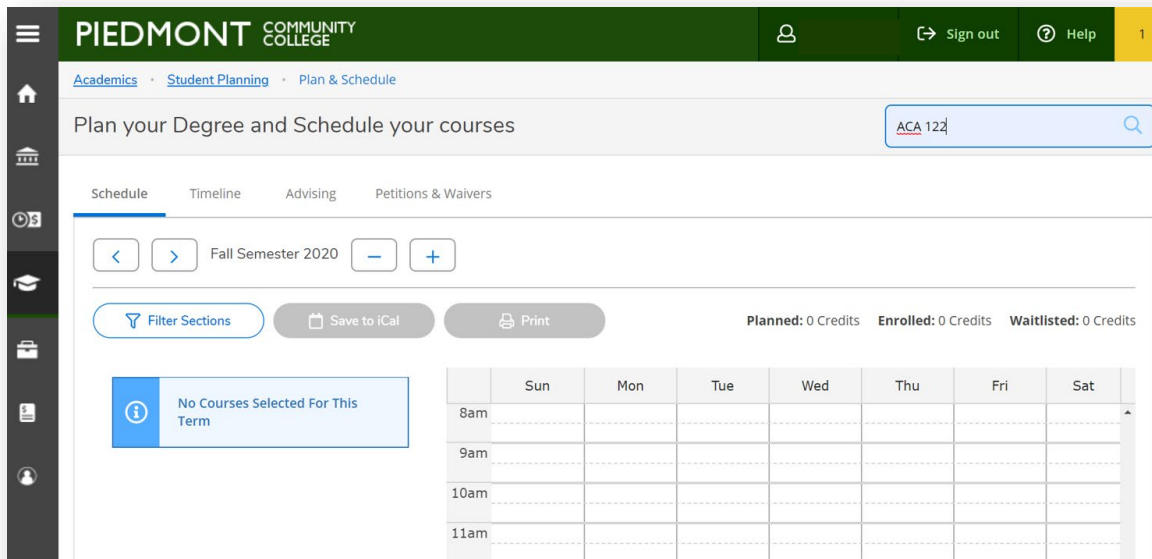 PIEDMONT COMMUNITY COLLEGE
Sign out
Help
1
Academics · Student Planning · Plan & Schedule
Plan your Degree and Schedule your courses
ACA 122
Schedule Timeline Advising Petitions & Waivers
Fall Semester 2020
Filter Sections Save to iCal Print Planned: 0 Credits Enrolled: 0 Credits Waitlisted: 0 Credits
No Courses Selected For This
Term
Sun Mon Tue Wed Thu Fri Sat
8am
9am
10am
11am